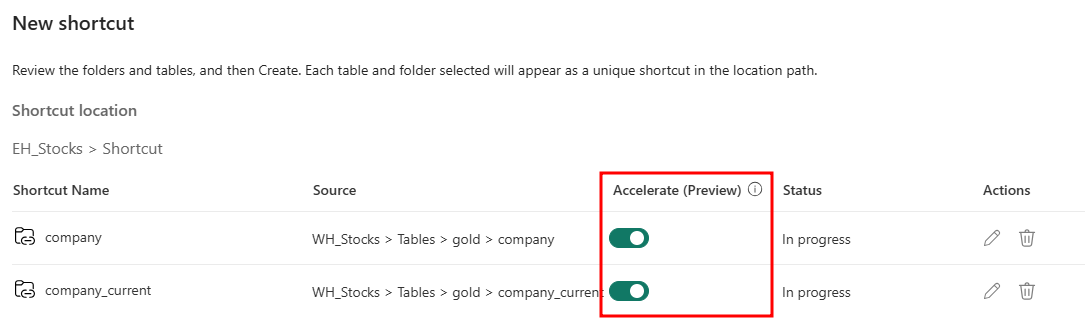 New shortcut
Review the folders and tables, and then Create. Each table and folder selected will appear as a unique shortcut in the location path.
Shortcut location
EH_Stocks > Shortcut
Shortcut Name Source Accelerate (Preview) Status Actions
company WH_Stocks > Tables > gold > company In progress
company_current WH_Stocks > Tables > gold > company_current In progress